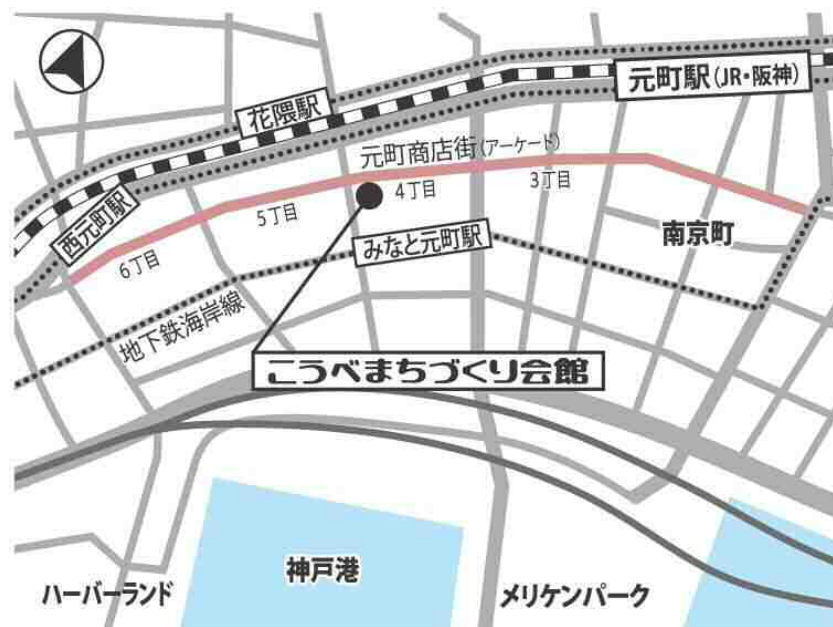 元町駅(JR・阪神)
花隈駅
元町商店街(アーケード)
西元町駅
6丁目
5丁目
4丁目
3丁目
南京町
みなと元町駅
地下鉄海岸線
こうべまちづくり会館
神戸港
ハーバーランド
メリケンパーク